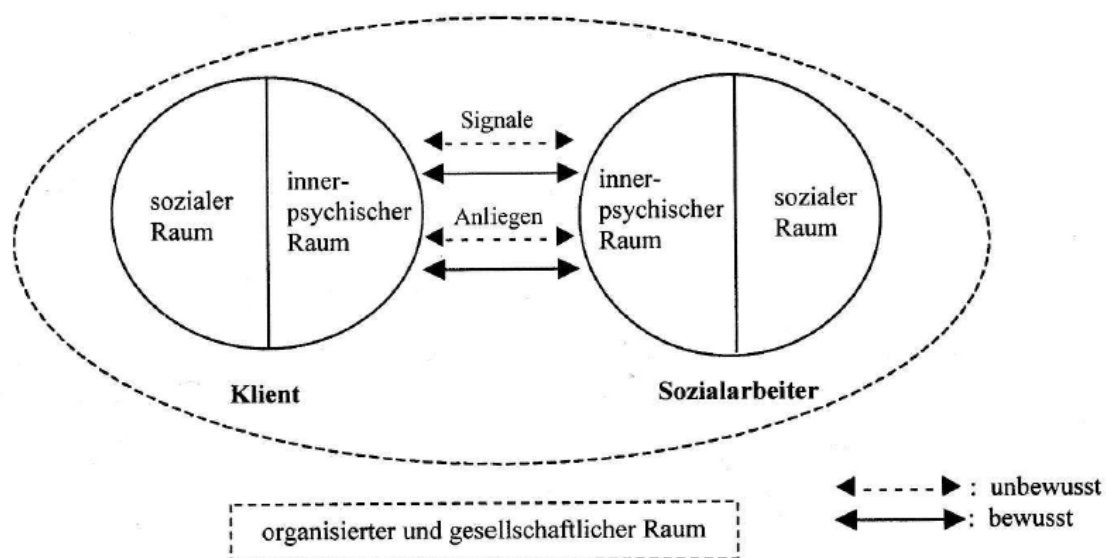 Signale
sozialer
Raum
inner-
psychischer
Raum
Anliegen
inner-
psychischer
Raum
sozialer
Raum
Klient
Sozialarbeiter
: unbewusst
: bewusst
organisierter und gesellschaftlicher Raum